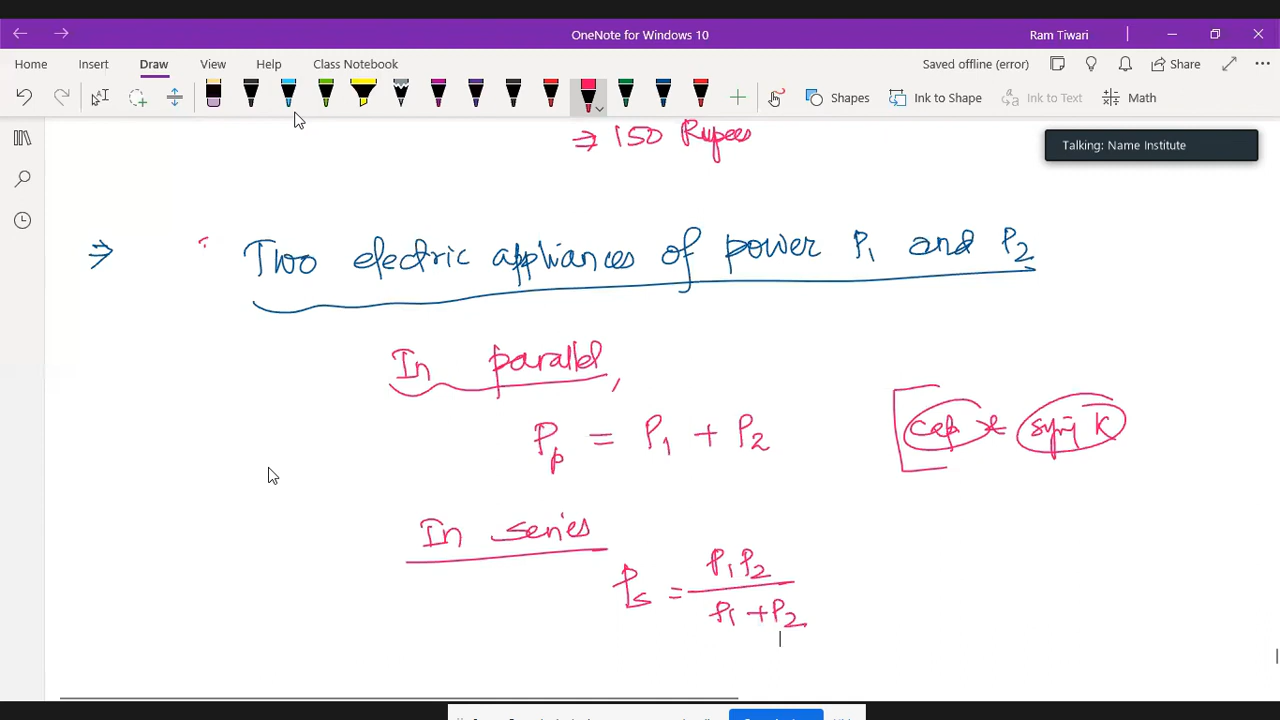 OneNote for Windows 10
Ram Tiwari
Home Insert Draw View Help Class Notebook
Saved offline (error)
Share
Shapes
Ink to Shape
Ink to Text
Math
⇒ 150 Rupees
Talking: Name Institute
⇒ Two electric appliances of power P₁ and P₂
In parallel,
Pₚ = P₁ + P₂
In series
Pₛ = P₁P₂ / P₁+P₂